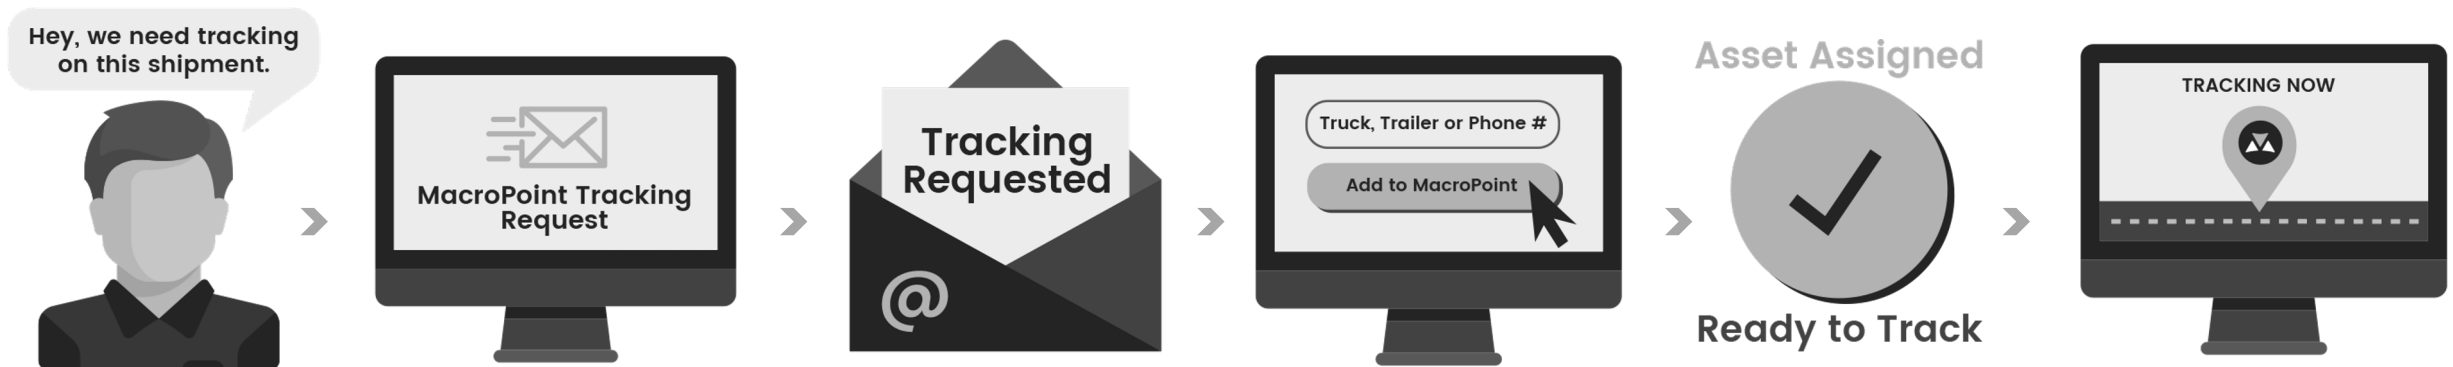 Hey, we need tracking
on this shipment.
MacroPoint Tracking
Request
Tracking
Requested
@
Truck, Trailer or Phone #
Add to MacroPoint
Asset Assigned
Ready to Track
TRACKING NOW